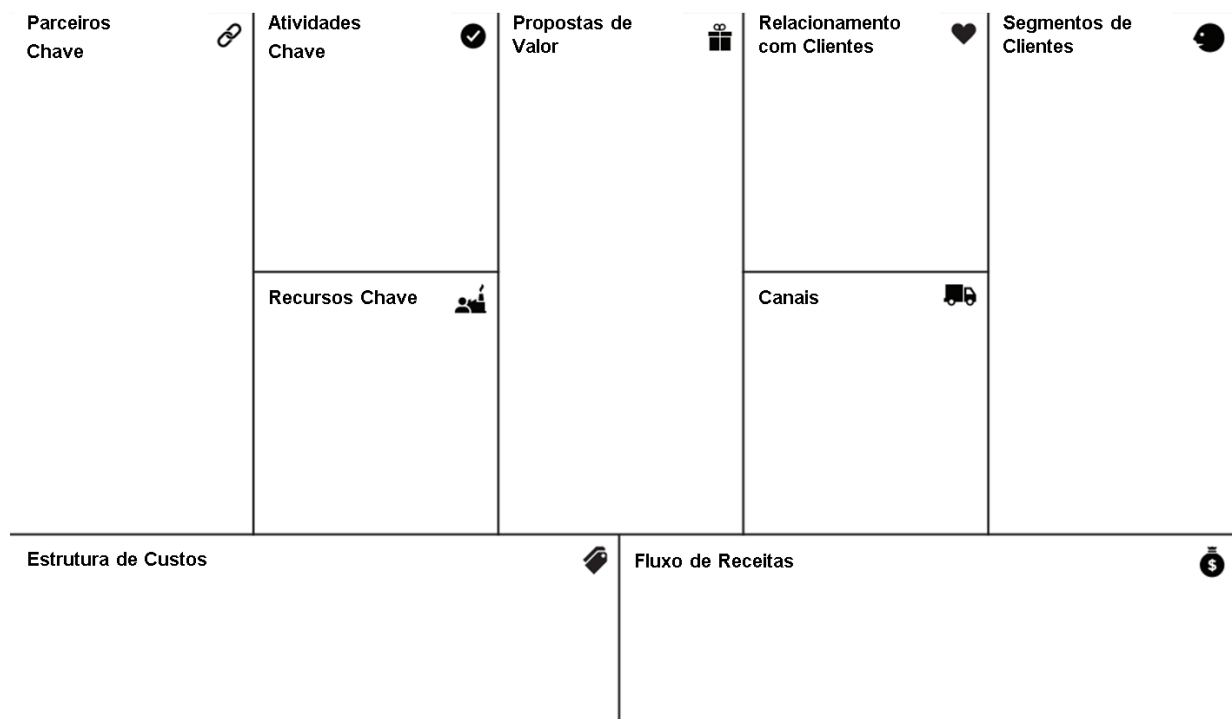 Parceiros
Chave
Atividades
Chave
Propostas de
Valor
Relacionamento
com Clientes
Segmentos de
Clientes
Recursos Chave
Canais
Estrutura de Custos
Fluxo de Receitas
$